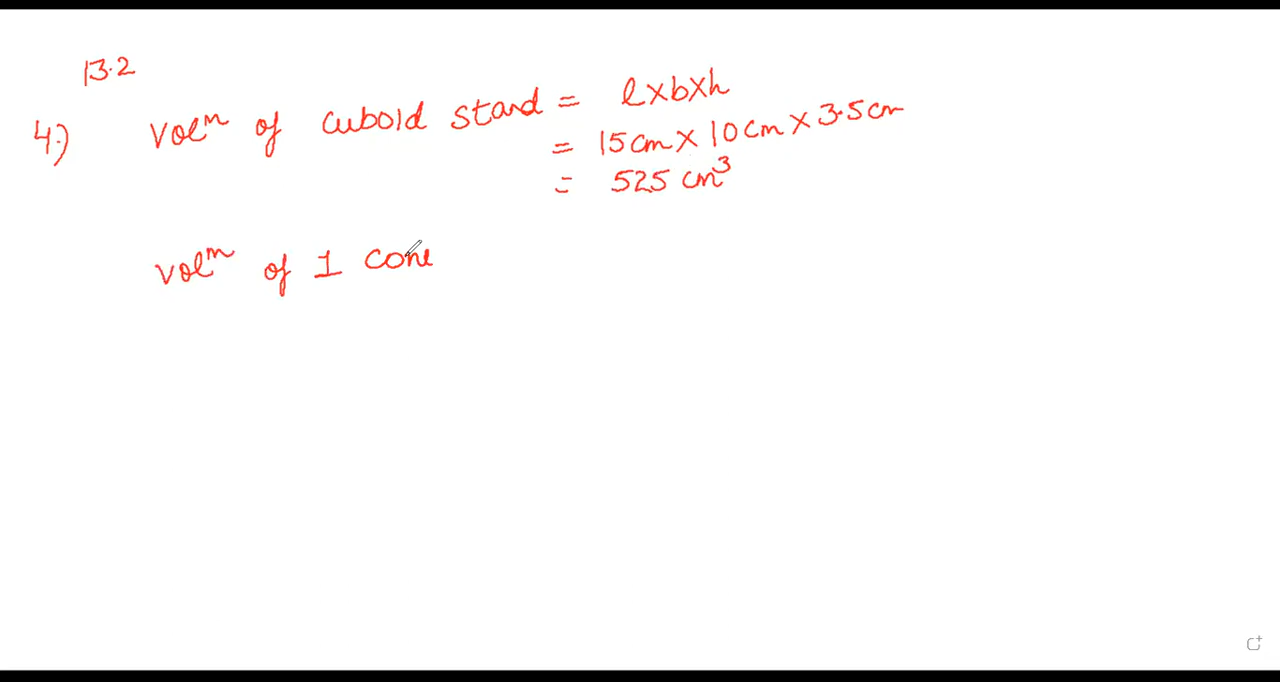 13.2
4.) Volᵐ of cuboid stand = l×b×h
= 15cm × 10cm × 3.5cm
= 525 cm³
Volᵐ of 1 cone